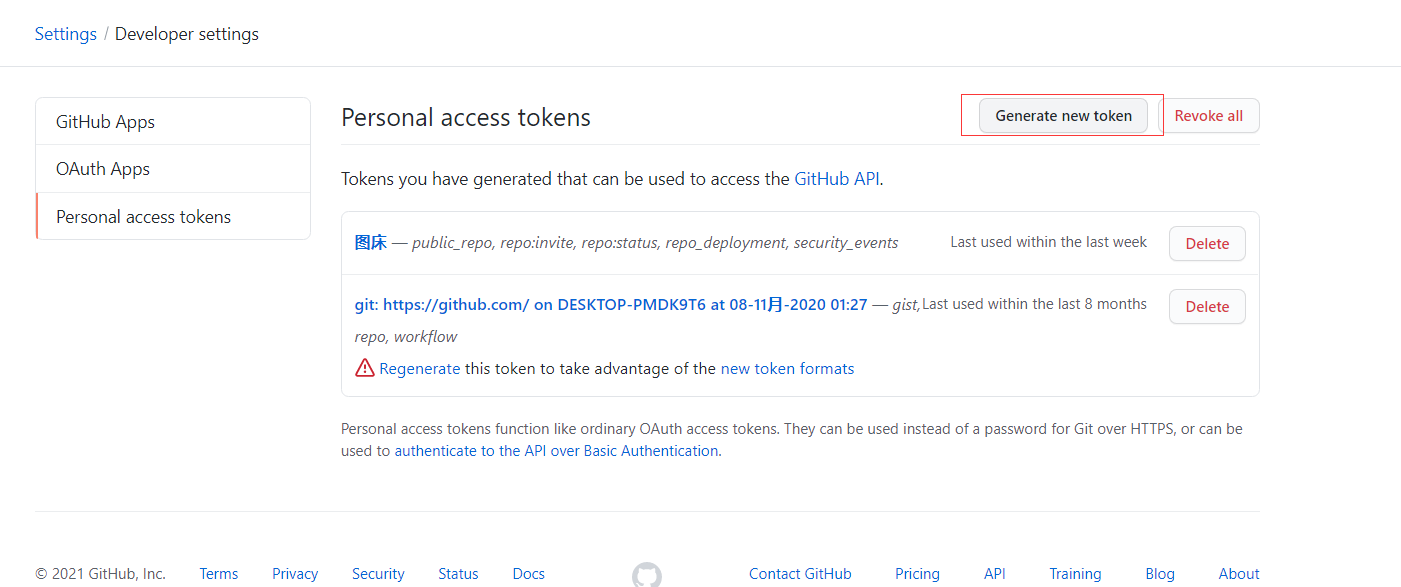 Settings / Developer settings
GitHub Apps
OAuth Apps
Personal access tokens
Personal access tokens
Generate new token
Revoke all
Tokens you have generated that can be used to access the GitHub API.
图床 — public_repo, repo:invite, repo:status, repo_deployment, security_events
Last used within the last week
Delete
git: https://github.com/ on DESKTOP-PMDK9T6 at 08-11月-2020 01:27 — gist,
Last used within the last 8 months
Delete
repo, workflow
Regenerate this token to take advantage of the new token formats
Personal access tokens function like ordinary OAuth access tokens. They can be used instead of a password for Git over HTTPS, or can be
used to authenticate to the API over Basic Authentication.
© 2021 GitHub, Inc.
Terms
Privacy
Security
Status
Docs
Contact GitHub
Pricing
API
Training
Blog
About